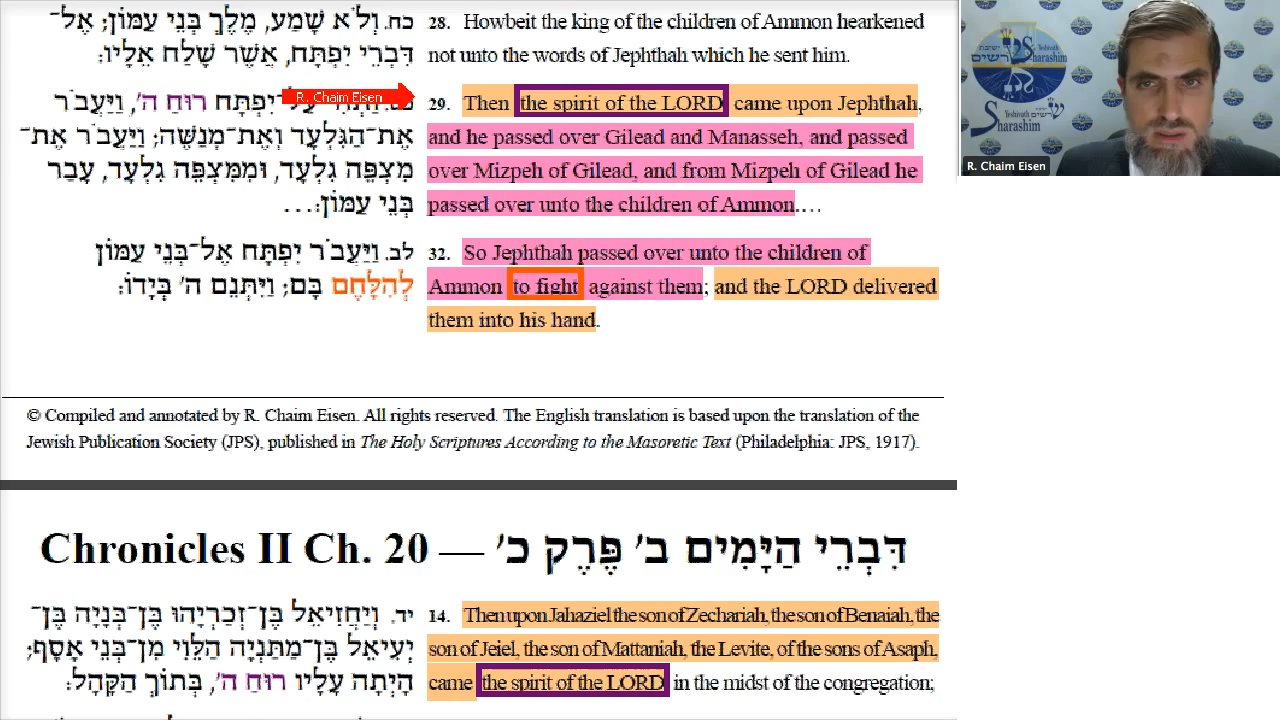 כח. וְלֹא שָׁמַע, מֶלֶךְ בְּנֵי עַמּוֹן; אֶל־
דִּבְרֵי יִפְתָּח, אֲשֶׁר שָׁלַח אֵלָיו:
28. Howbeit the king of the children of Ammon hearkened
not unto the words of Jephthah which he sent him.
יִפְתָּח רוּחַ ה', וַיַּעֲבֹר
אֶת־הַגִּלְעָד וְאֶת־מְנַשֶּׁה; וַיַּעֲבֹר אֶת־
מִצְפֵּה גִלְעָד, וּמִמִּצְפֵּה גִלְעָד, עָבַר
בְּנֵי עַמּוֹן:...
R. Chaim Eisen
29. Then the spirit of the LORD came upon Jephthah,
and he passed over Gilead and Manasseh, and passed
over Mizpeh of Gilead, and from Mizpeh of Gilead he
passed over unto the children of Ammon....
לב. וַיַּעֲבֹר יִפְתָּח אֶל־בְּנֵי עַמּוֹן
לְהִלָּחֶם בָּם; וַיִּתְּנֵם ה' בְּיָדוֹ:
32. So Jephthah passed over unto the children of
Ammon to fight against them; and the LORD delivered
them into his hand.
© Compiled and annotated by R. Chaim Eisen. All rights reserved. The English translation is based upon the translation of the
Jewish Publication Society (JPS), published in The Holy Scriptures According to the Masoretic Text (Philadelphia: JPS, 1917).
Chronicles II Ch. 20 — דִּבְרֵי הַיָּמִים ב' פֶּרֶק כ'
יד. וְיַחֲזִיאֵל בֶּן־זְכַרְיָהוּ בֶּן־בְּנָיָה בֶּן־
יְעִיאֵל בֶּן־מַתַּנְיָה הַלֵּוִי מִן־בְּנֵי אָסָף;
הָיְתָה עָלָיו רוּחַ ה', בְּתוֹךְ הַקָּהָל:
14. Then upon Jahaziel the son of Zechariah, the son of Benaiah, the
son of Jeiel, the son of Mattaniah, the Levite, of the sons of Asaph,
came the spirit of the LORD in the midst of the congregation;
Yeshivath
Sharashim
R. Chaim Eisen